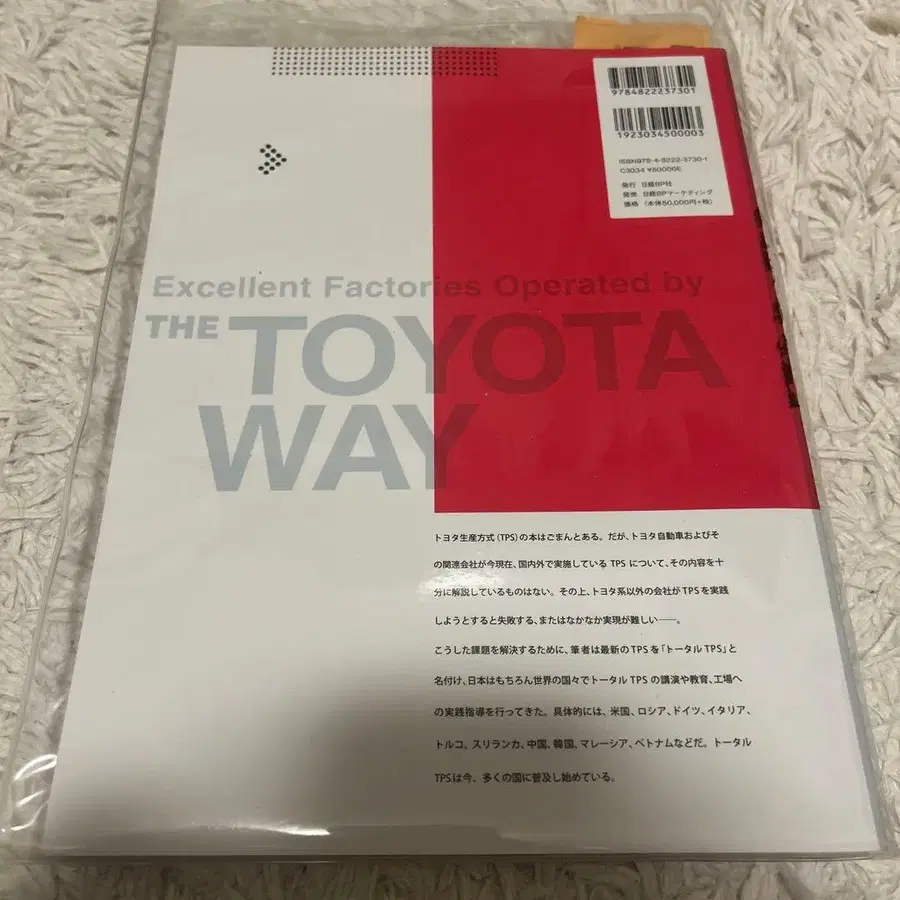 9784822237301
1923034500003
ISBN978-4-8222-3730-1
C3034 ¥50000E
発行 日経BP社
発売 日経BPマーケティング
価格 (本体50,000円+税)
Excellent Factories Operated by
THE TOYOTA
WAY
トヨタ生産方式(TPS)の本はごまんとある。だが、トヨタ自動車およびそ
の関連会社が今現在、国内外で実施している TPS について、その内容を十
分に解説しているものはない。その上、トヨタ系以外の会社が TPS を実践
しようとすると失敗する、またはなかなか実現が難しい——。
こうした課題を解決するために、筆者は最新の TPS を「トータル TPS」と
名付け、日本はもちろん世界の国々でトータル TPS の講演や教育、工場へ
の実践指導を行ってきた。具体的には、米国、ロシア、ドイツ、イタリア、
トルコ、スリランカ、中国、韓国、マレーシア、ベトナムなどだ。トータル
TPSは今、多くの国に普及し始めている。